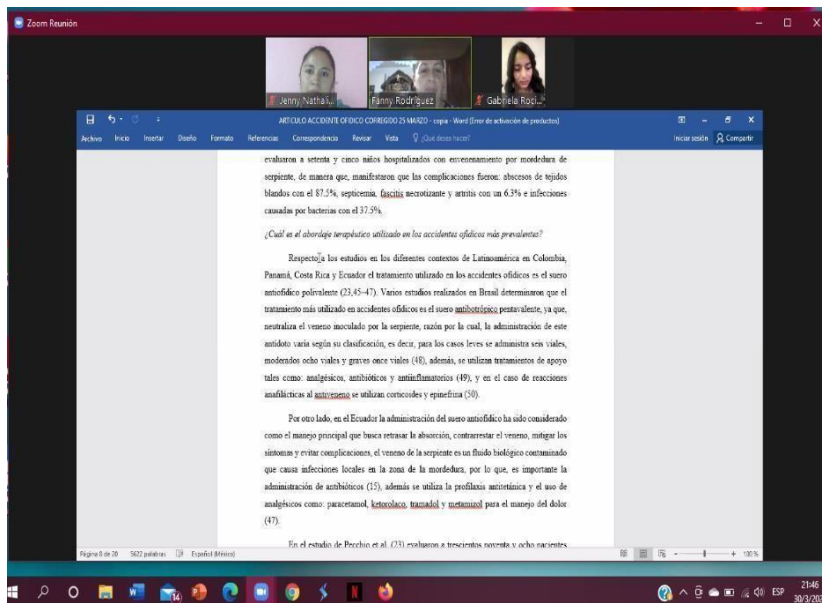 Zoom Reunión
Jenny Nathali...
Fanny Rodríguez
Gabriela Roci...
ARTICULO ACCIDENTE OFIDICO CORREGIDO 25 MARZO - copia - Word (Error de activación de productos)
Archivo Inicio Insertar Diseño Formato Referencias Correspondencia Revisar Vista ¿Qué desea hacer? Iniciar sesión Compartir
evaluaron a setenta y cinco niños hospitalizados con envenenamiento por mordedura de
serpiente, de manera que, manifestaron que las complicaciones fueron: abscesos de tejidos
blandos con el 87.5%, septicemia, fascitis necrotizante y artritis con un 6.3% e infecciones
causadas por bacterias con el 37.5%.
¿Cuál es el abordaje terapéutico utilizado en los accidentes ofídicos más prevalentes?
Respecto a los estudios en los diferentes contextos de Latinoamérica en Colombia,
Panamá, Costa Rica y Ecuador el tratamiento utilizado en los accidentes ofídicos es el suero
antiofídico polivalente (23,45–47). Varios estudios realizados en Brasil determinaron que el
tratamiento más utilizado en accidentes ofídicos es el suero antibotrópico pentavalente, ya que,
neutraliza el veneno inoculado por la serpiente, razón por la cual, la administración de este
antídoto varía según su clasificación, es decir, para los casos leves se administra seis viales,
moderados ocho viales y graves once viales (48), además, se utilizan tratamientos de apoyo
tales como: analgésicos, antibióticos y antiinflamatorios (49), y en el caso de reacciones
anafilácticas al antiveneno se utilizan corticoides y epinefrina (50).
Por otro lado, en el Ecuador la administración del suero antiofídico ha sido considerado
como el manejo principal que busca retrasar la absorción, contrarrestar el veneno, mitigar los
síntomas y evitar complicaciones, el veneno de la serpiente es un fluido biológico contaminado
que causa infecciones locales en la zona de la mordedura, por lo que, es importante la
administración de antibióticos (15), además se utiliza la profilaxis antitetánica y el uso de
analgésicos como: paracetamol, ketorolaco, tramadol y metamizol para el manejo del dolor
(47).
En el estudio de Pecchio et al. (23) evaluaron a trescientos noventa y ocho pacientes
Página 8 de 20 5622 palabras Español (México) 100%
14
ESP
21:46
30/3/202